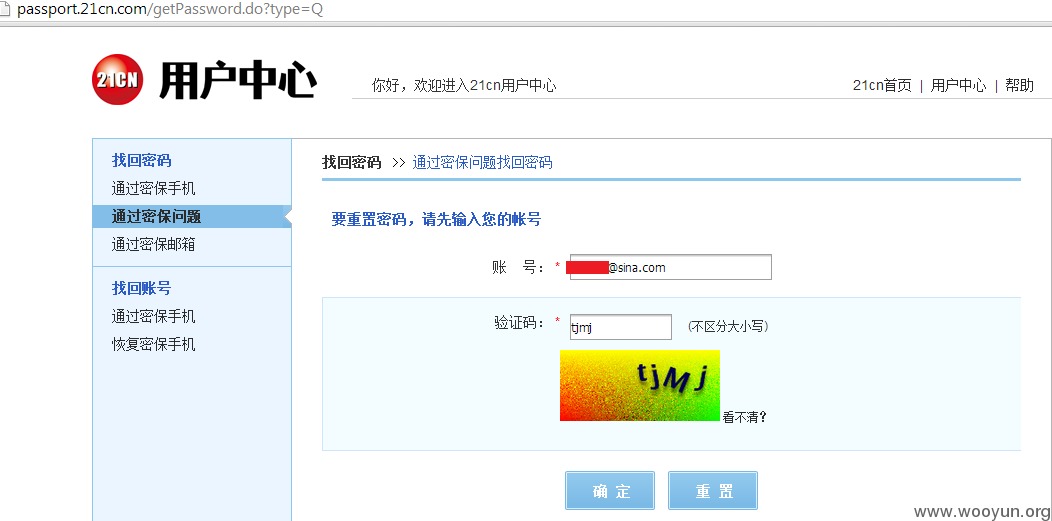 passport.21cn.com/getPassword.do?type=Q
21CN 用户中心
你好，欢迎进入21cn用户中心
21cn首页 | 用户中心 | 帮助
找回密码
通过密保手机
通过密保问题
通过密保邮箱
找回账号
通过密保手机
恢复密保手机
找回密码 >> 通过密保问题找回密码
要重置密码，请先输入您的帐号
账 号： * @sina.com
验证码： * tjmj (不区分大小写)
tjMj
看不清?
确 定 重 置
www.wooyun.org